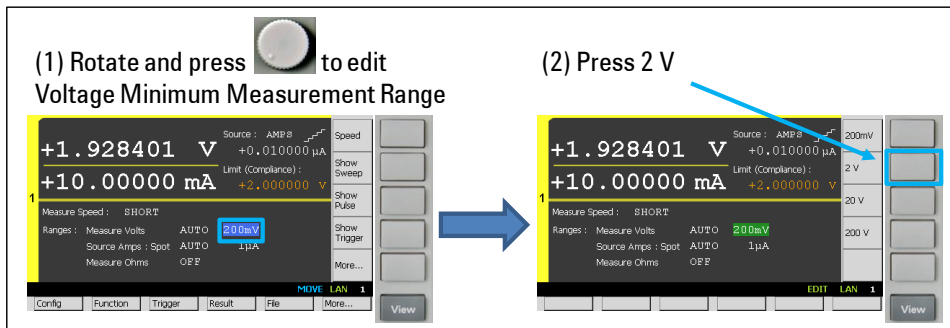 (1) Rotate and press to edit
Voltage Minimum Measurement Range
+1.928401 V
Source : AMPS
+0.010000 µA
+10.00000 mA
Limit (Compliance) :
+2.000000 V
1
Measure Speed : SHORT
Ranges : Measure Volts AUTO 200mV
Source Amps : Spot AUTO 1µA
Measure Ohms OFF
Speed
Show Sweep
Show Pulse
Show Trigger
More...
MOVE LAN 1
Config Function Trigger Result File More...
View
(2) Press 2 V
+1.928401 V
Source : AMPS
+0.010000 µA
+10.00000 mA
Limit (Compliance) :
+2.000000 V
1
Measure Speed : SHORT
Ranges : Measure Volts AUTO 200mV
Source Amps : Spot AUTO 1µA
Measure Ohms OFF
200mV
2 V
20 V
200 V
EDIT LAN 1
View